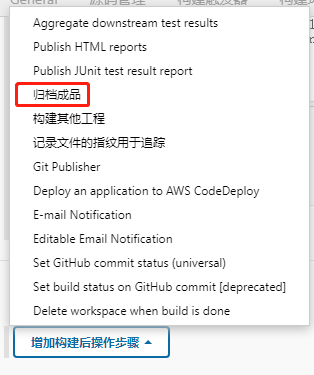 General 源码管理 构建触发器
Aggregate downstream test results
Publish HTML reports
Publish JUnit test result report
归档成品
构建其他工程
记录文件的指纹用于追踪
Git Publisher
Deploy an application to AWS CodeDeploy
E-mail Notification
Editable Email Notification
Set GitHub commit status (universal)
Set build status on GitHub commit [deprecated]
Delete workspace when build is done
增加构建后操作步骤